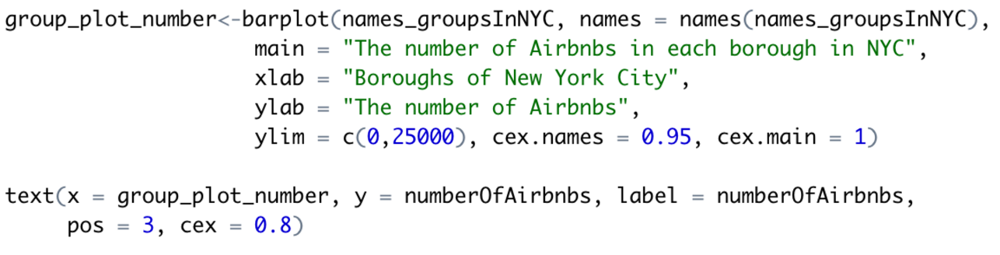 group_plot_number<-barplot(names_groupsInNYC, names = names(names_groupsInNYC),
main = "The number of Airbnbs in each borough in NYC",
xlab = "Boroughs of New York City",
ylab = "The number of Airbnbs",
ylim = c(0,25000), cex.names = 0.95, cex.main = 1)
text(x = group_plot_number, y = numberOfAirbnbs, label = numberOfAirbnbs,
pos = 3, cex = 0.8)